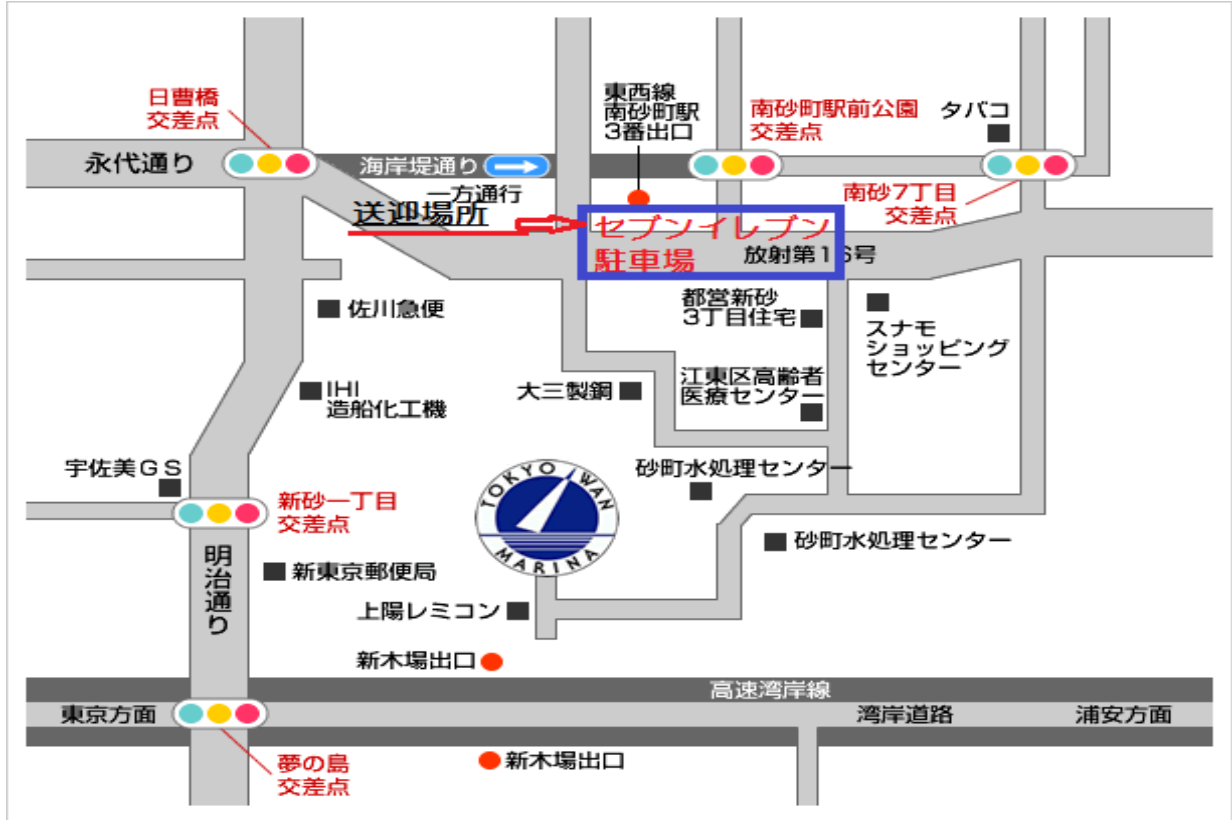 日曹橋
交差点
東西線
南砂町駅
3番出口
南砂町駅前公園
交差点
タバコ
永代通り
海岸堤通り
一方通行
送迎場所
セブンイレブン
駐車場
放射第16号
南砂7丁目
交差点
佐川急便
都営新砂
3丁目住宅
スナモ
ショッピング
センター
IHI
造船化工機
大三製鋼
江東区高齢者
医療センター
宇佐美GS
砂町水処理センター
TOKYO WAN
MARINA
新砂一丁目
交差点
砂町水処理センター
明治通り
新東京郵便局
上陽レミコン
新木場出口
高速湾岸線
東京方面
湾岸道路
浦安方面
夢の島
交差点
新木場出口